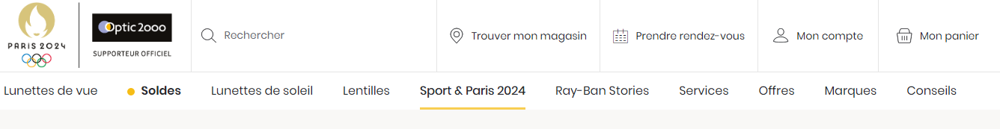 PARIS 2024
Optic 2000
SUPPORTEUR OFFICIEL
Rechercher
Trouver mon magasin
Prendre rendez-vous
Mon compte
Mon panier
Lunettes de vue Soldes Lunettes de soleil Lentilles Sport & Paris 2024 Ray-Ban Stories Services Offres Marques Conseils